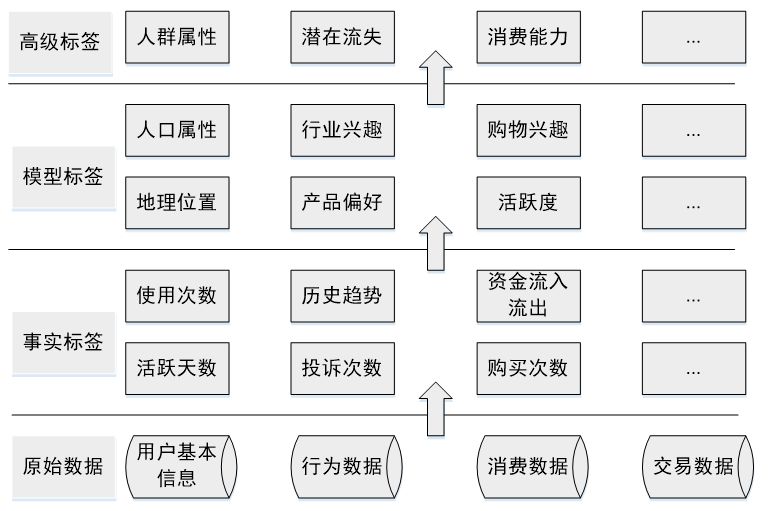 高级标签
人群属性
潜在流失
消费能力
...
模型标签
人口属性
行业兴趣
购物兴趣
...
地理位置
产品偏好
活跃度
...
事实标签
使用次数
历史趋势
资金流入
流出
...
活跃天数
投诉次数
购买次数
...
原始数据
用户基本
信息
行为数据
消费数据
交易数据